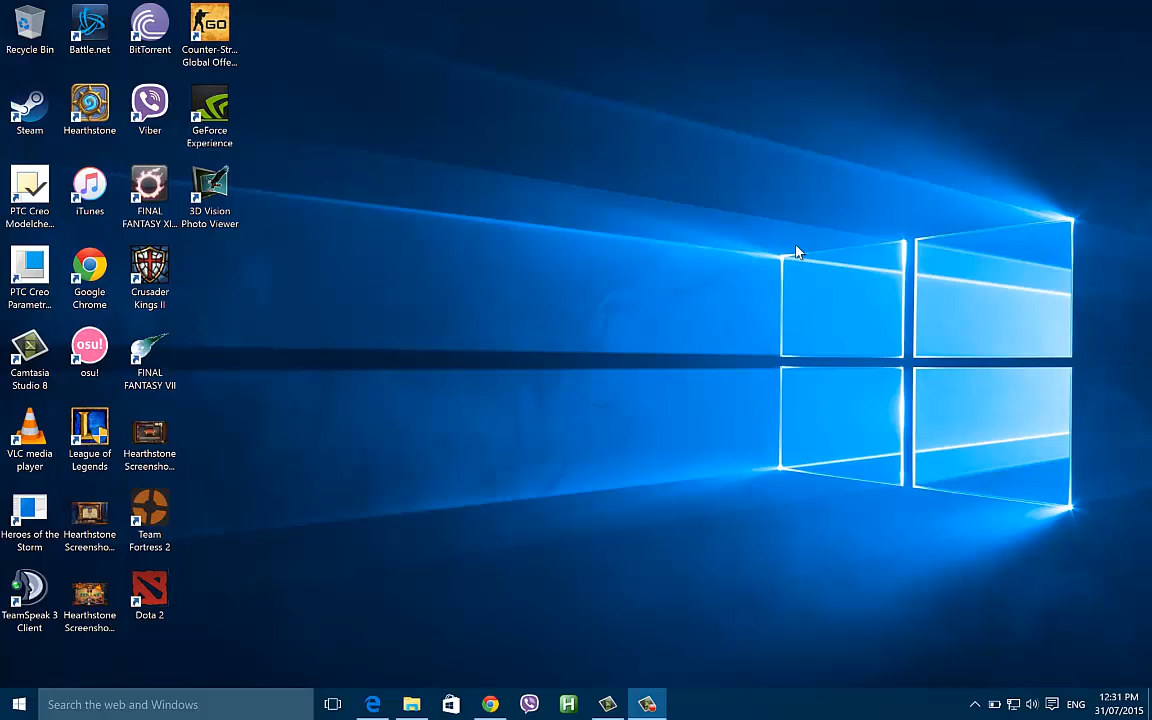 Recycle Bin
Battle.net
BitTorrent
Counter-Str...
Global Offe...
GO
Steam
Hearthstone
Viber
GeForce
Experience
PTC Creo
Modelche...
iTunes
FINAL
FANTASY XI...
3D Vision
Photo Viewer
PTC Creo
Parametr...
Google
Chrome
Crusader
Kings II
Camtasia
Studio 8
osu!
osu!
FINAL
FANTASY VII
VLC media
player
League of
Legends
Hearthstone
Screensho...
Heroes of the
Storm
Hearthstone
Screensho...
Team
Fortress 2
TeamSpeak 3
Client
Hearthstone
Screensho...
Dota 2
Search the web and Windows
H
ENG
12:31 PM
31/07/2015